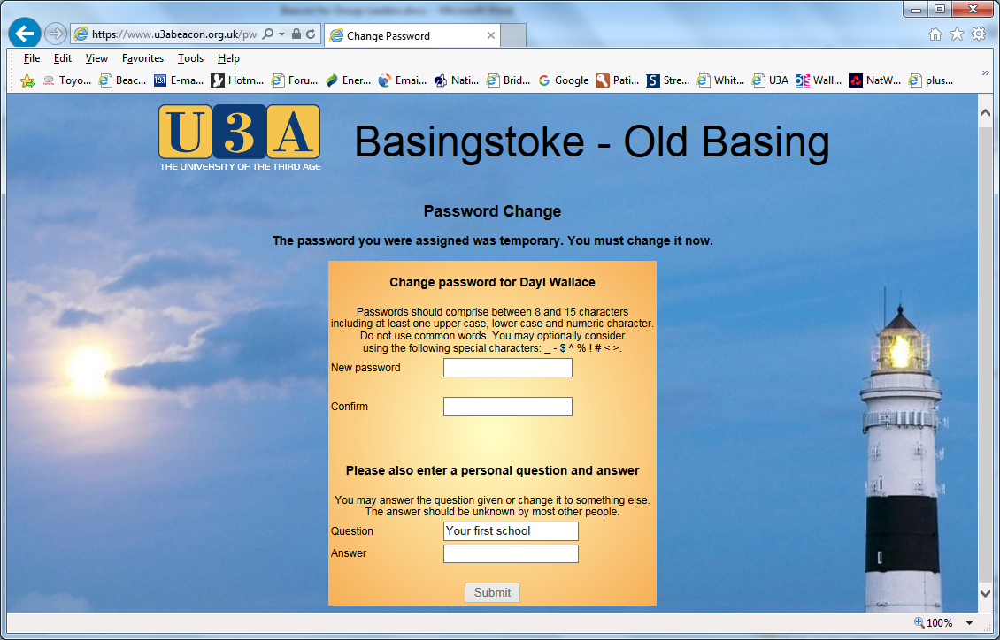 https://www.u3abeacon.org.uk/pw
Change Password
File Edit View Favorites Tools Help
Toyo... Beac... E-ma... Hotm... Foru... Ener... Emai... Nati... Brid... Google Pati... Stre... Whit... U3A Wall... NatW... plus...
U3A
THE UNIVERSITY OF THE THIRD AGE
Basingstoke - Old Basing
Password Change
The password you were assigned was temporary. You must change it now.
Change password for Dayl Wallace
Passwords should comprise between 8 and 15 characters
including at least one upper case, lower case and numeric character.
Do not use common words. You may optionally consider
using the following special characters: _ - $ ^ % ! # < >.
New password
Confirm
Please also enter a personal question and answer
You may answer the question given or change it to something else.
The answer should be unknown by most other people.
Question Your first school
Answer
Submit
100%